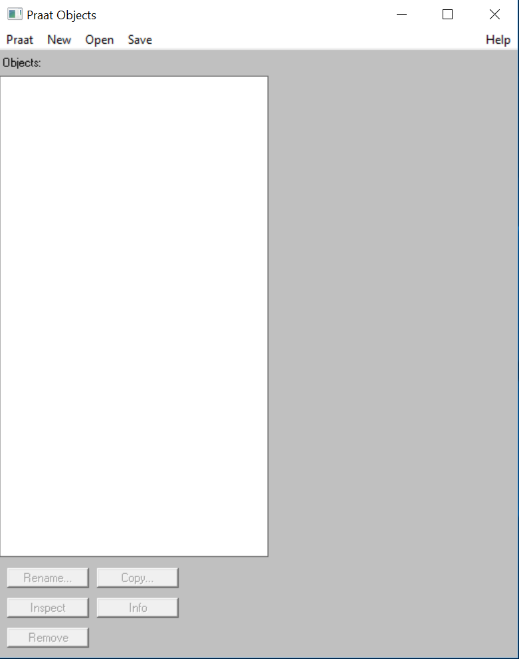 Praat Objects
Praat New Open Save Help
Objects:
Rename... Copy...
Inspect Info
Remove